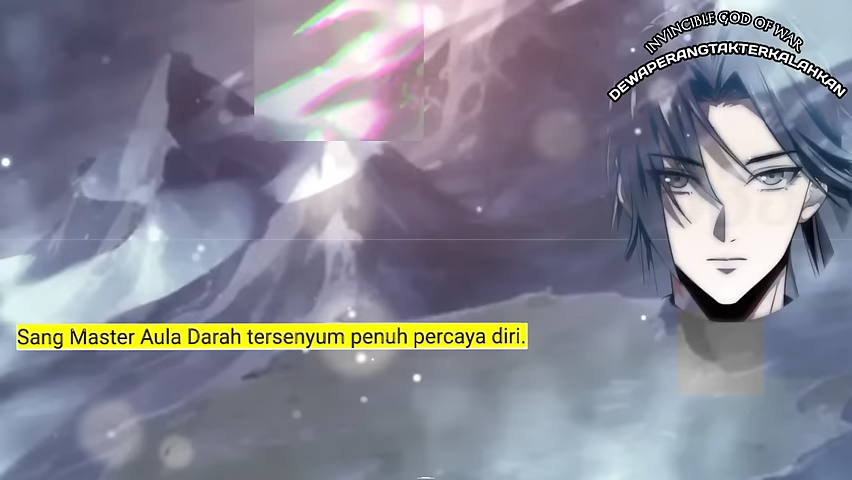 INVINCIBLE GOD OF WAR
DEWAPERANGTAKTERKALAHKAN
Sang Master Aula Darah tersenyum penuh percaya diri.